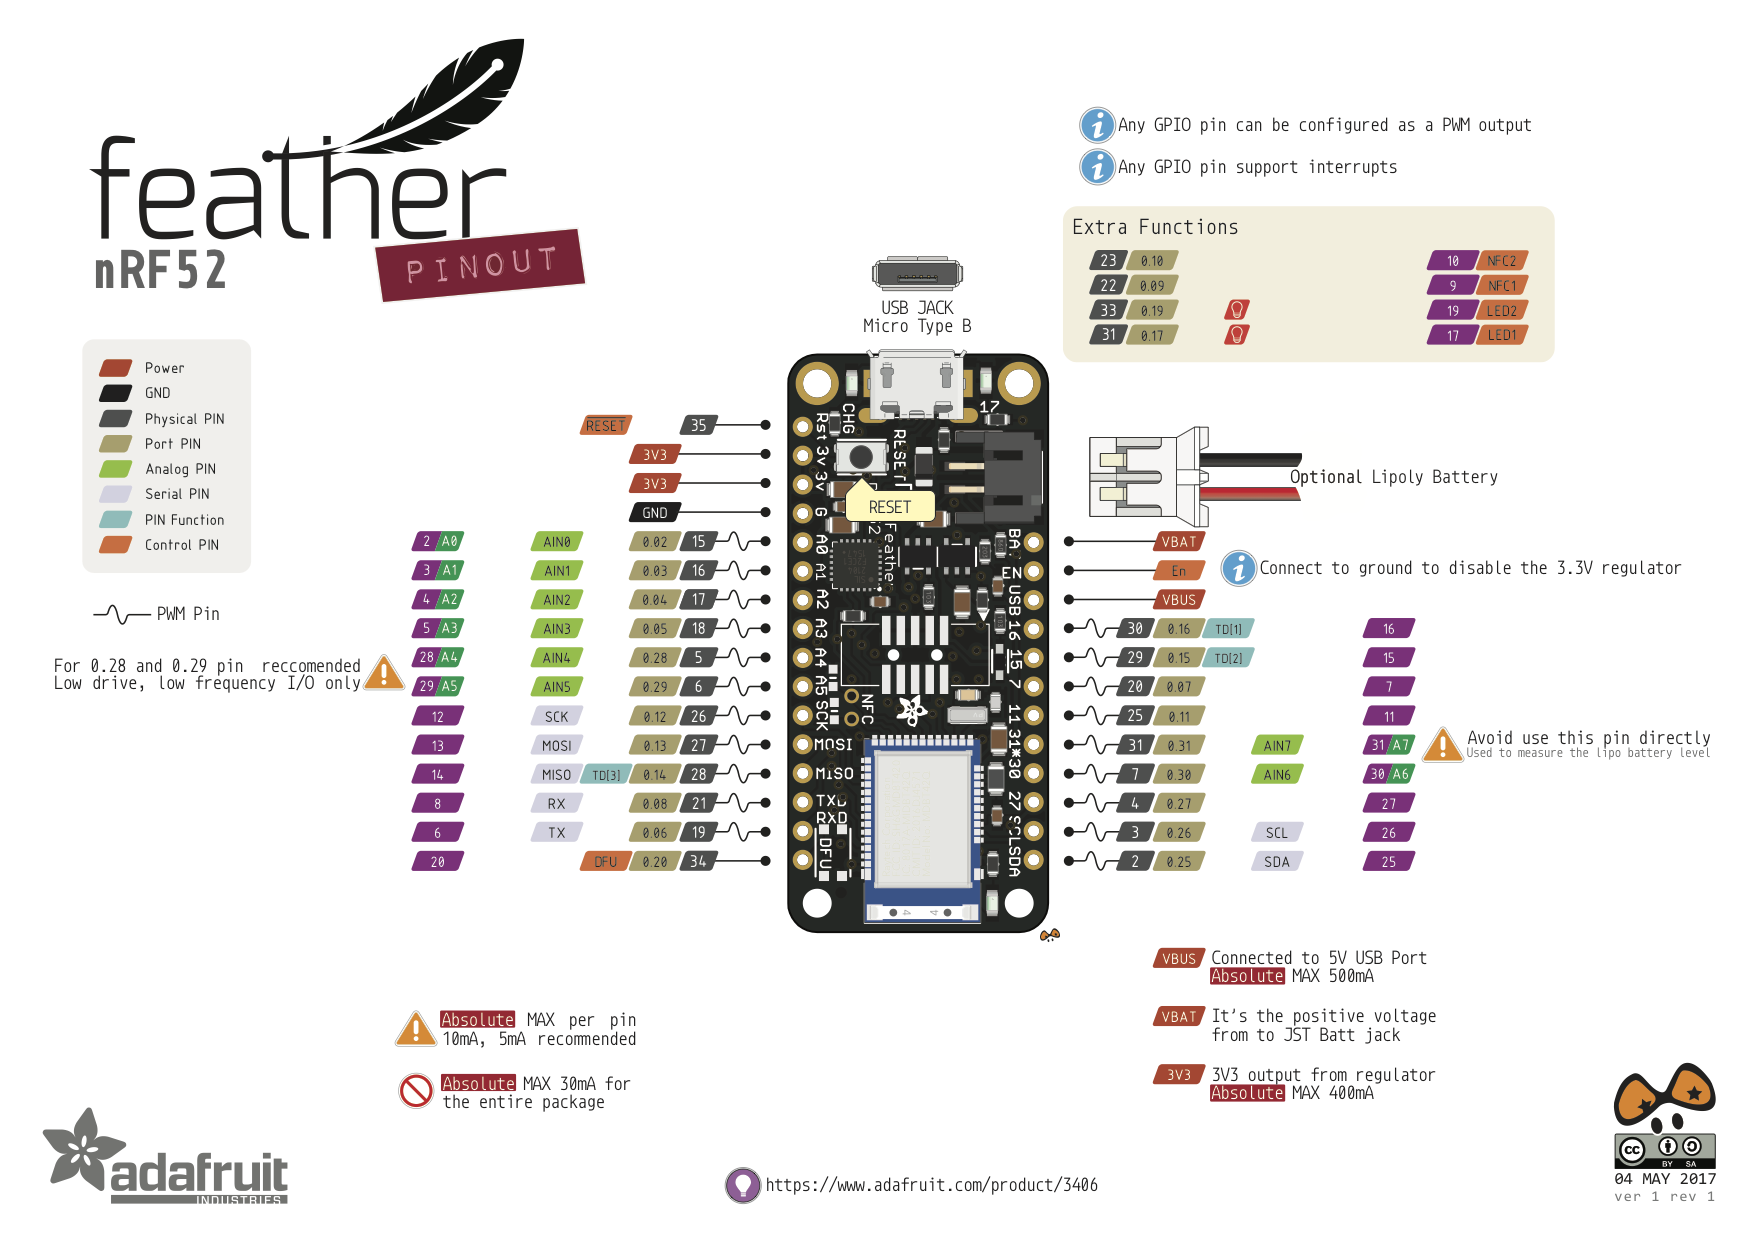 feather
nRF52
PINOUT
Any GPIO pin can be configured as a PWM output
Any GPIO pin support interrupts
Extra Functions
23 0.10 10 NFC2
22 0.09 9 NFC1
33 0.19 19 LED2
31 0.17 17 LED1
USB JACK
Micro Type B
Power
GND
Physical PIN
Port PIN
Analog PIN
Serial PIN
PIN Function
Control PIN
PWM Pin
For 0.28 and 0.29 pin reccomended
Low drive, low frequency I/O only
RESET 35
3V3
3V3
GND
2 A0 AIN0 0.02 15
3 A1 AIN1 0.03 16
4 A2 AIN2 0.04 17
5 A3 AIN3 0.05 18
28 A4 AIN4 0.28 5
29 A5 AIN5 0.29 6
12 SCK 0.12 26
13 MOSI 0.13 27
14 MISO TD[3] 0.14 28
8 RX 0.08 21
6 TX 0.06 19
20 DFU 0.20 34
CHG
17
RESET
RESET
Rst
3v
3v
G
A0
A1
A2
A3
A4
A5
SCK
MOSI
MISO
TXD
RXD
DFU
NFC
Feather
BA
EN
USB
16
15
7
11
31*
30
27
SCL
SDA
Optional Lipoly Battery
VBAT
En Connect to ground to disable the 3.3V regulator
VBUS
30 0.16 TD[1] 16
29 0.15 TD[2] 15
20 0.07 7
25 0.11 11
31 0.31 AIN7 31 A7
7 0.30 AIN6 30 A6
4 0.27 27
3 0.26 SCL 26
2 0.25 SDA 25
Avoid use this pin directly
Used to measure the lipo battery level
VBUS Connected to 5V USB Port
Absolute MAX 500mA
VBAT It's the positive voltage
from to JST Batt jack
3V3 3V3 output from regulator
Absolute MAX 400mA
Absolute MAX per pin
10mA, 5mA recommended
Absolute MAX 30mA for
the entire package
adafruit
INDUSTRIES
https://www.adafruit.com/product/3406
cc
BY SA
04 MAY 2017
ver 1 rev 1